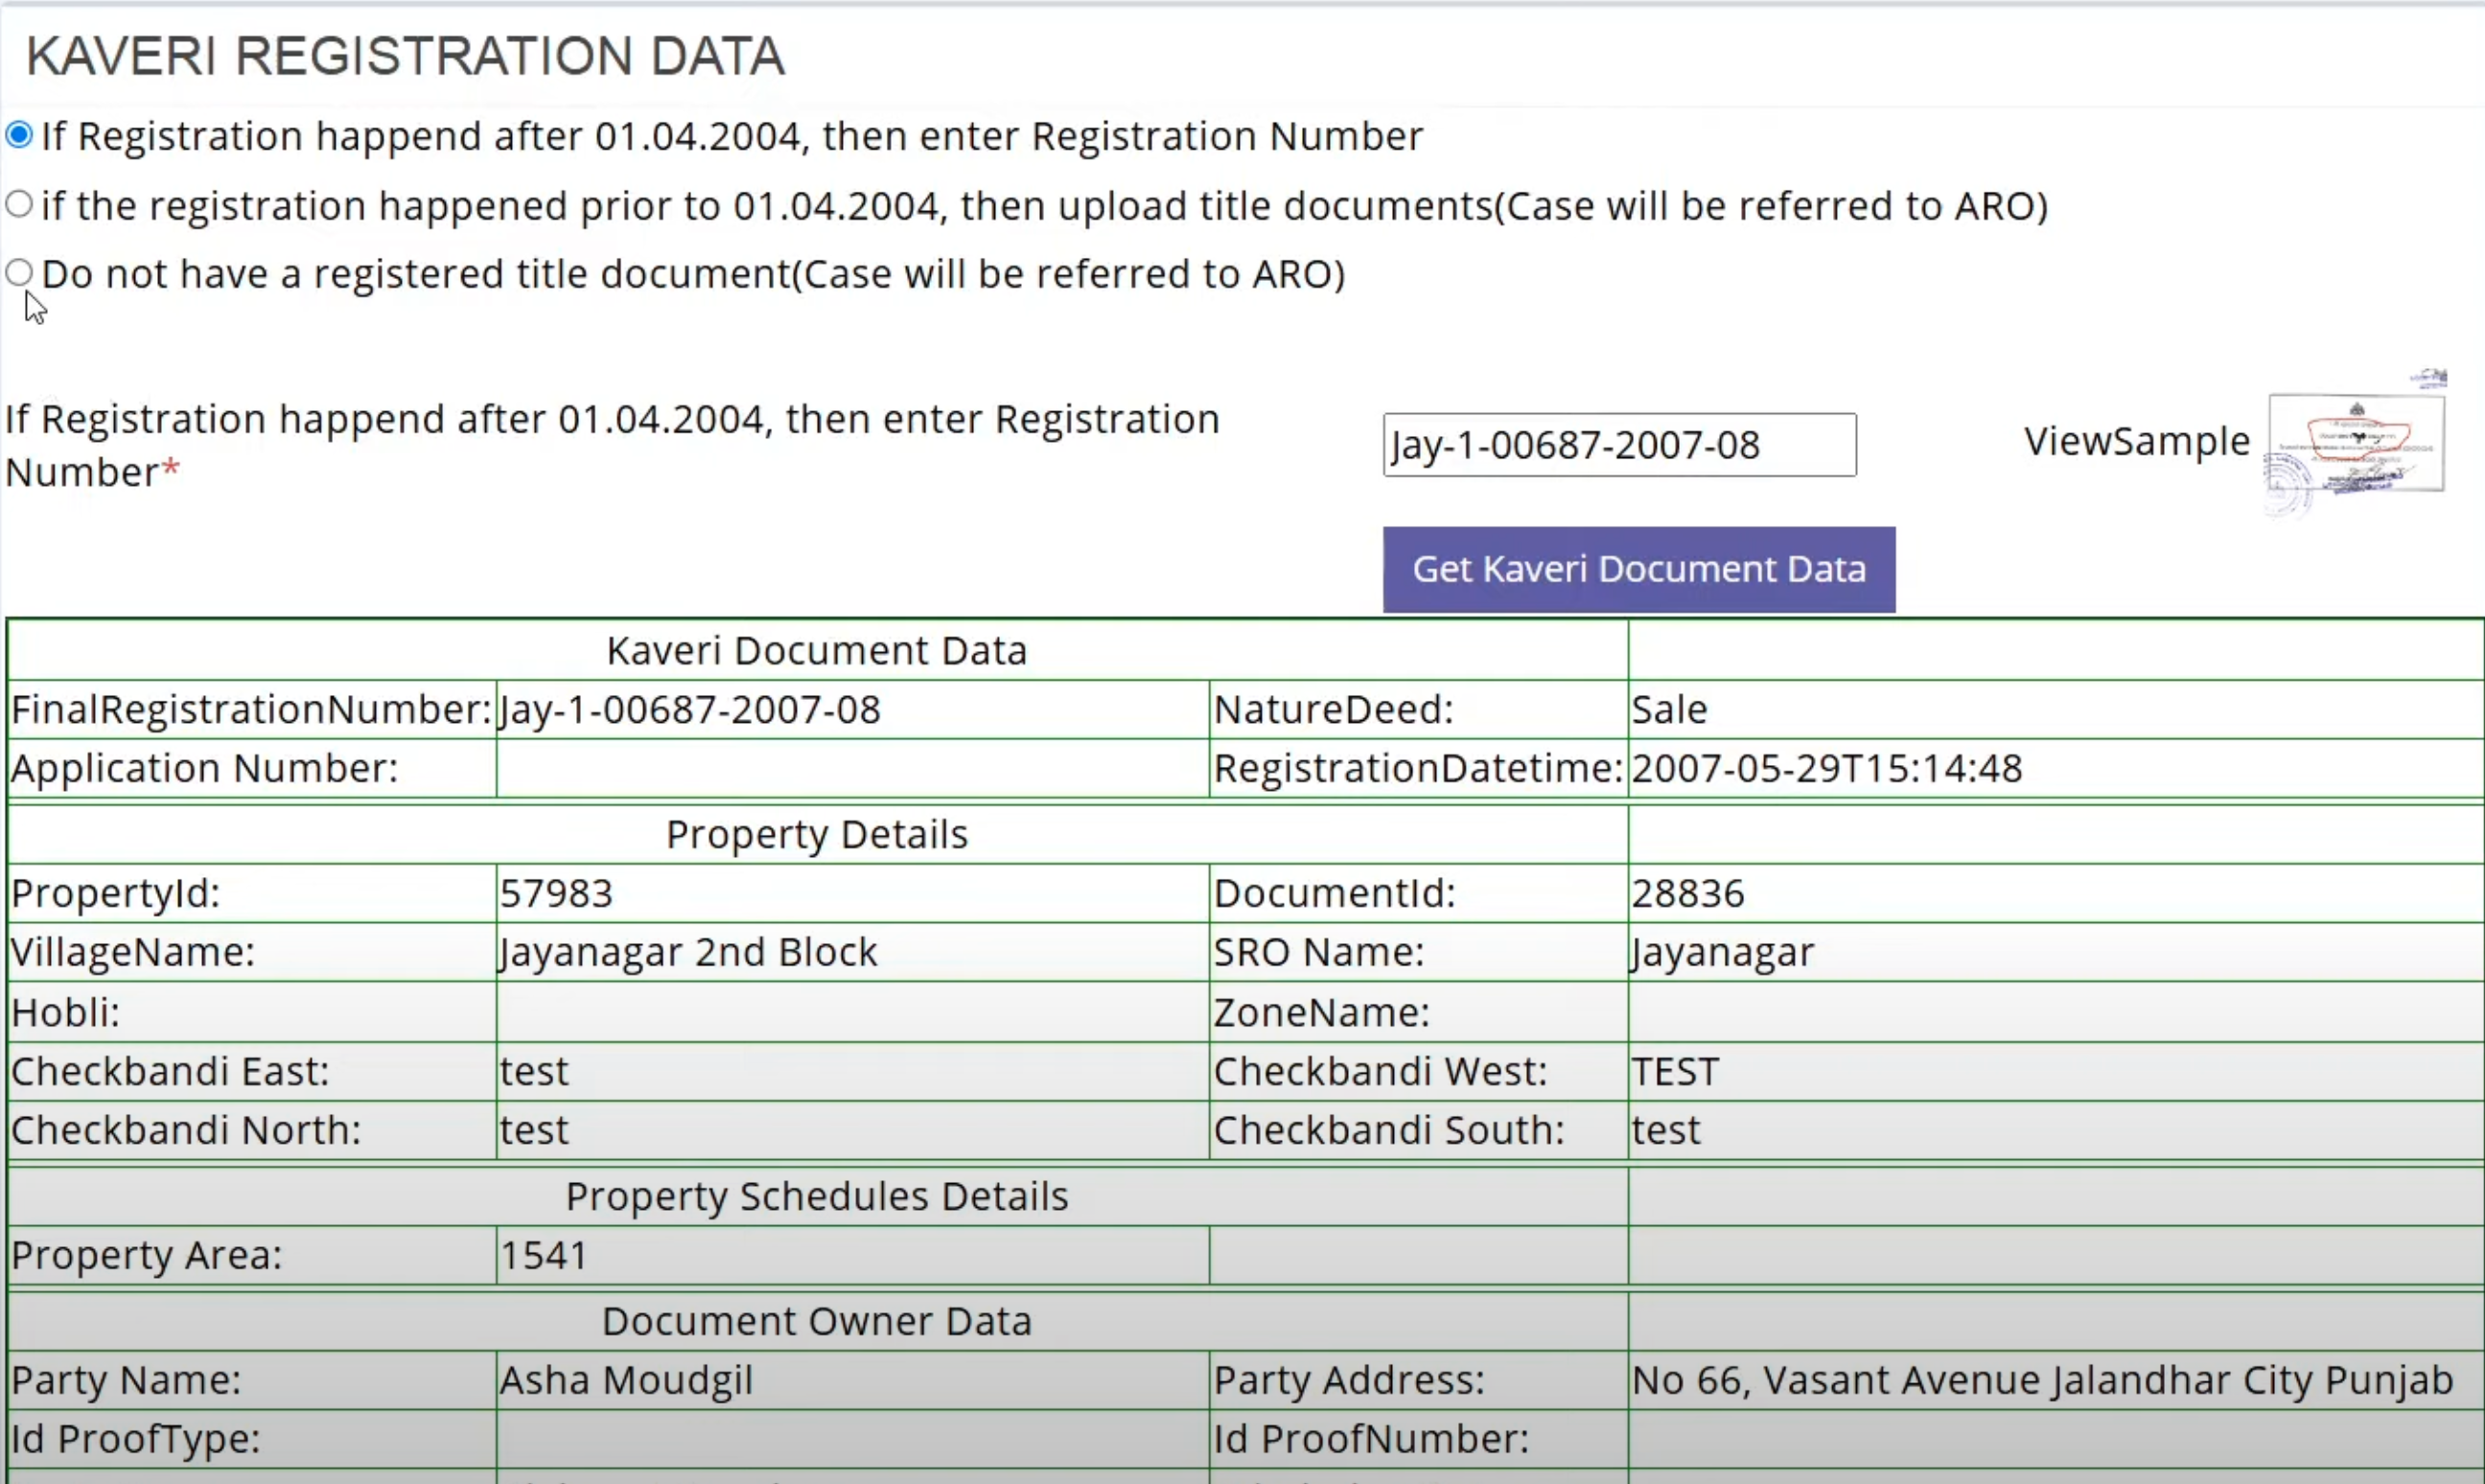 KAVERI REGISTRATION DATA
If Registration happend after 01.04.2004, then enter Registration Number
if the registration happened prior to 01.04.2004, then upload title documents(Case will be referred to ARO)
Do not have a registered title document(Case will be referred to ARO)
If Registration happend after 01.04.2004, then enter Registration
Number*
Jay-1-00687-2007-08
ViewSample
Get Kaveri Document Data
Kaveri Document Data
FinalRegistrationNumber: Jay-1-00687-2007-08 NatureDeed: Sale
Application Number: RegistrationDatetime: 2007-05-29T15:14:48
Property Details
PropertyId: 57983 DocumentId: 28836
VillageName: Jayanagar 2nd Block SRO Name: Jayanagar
Hobli: ZoneName:
Checkbandi East: test Checkbandi West: TEST
Checkbandi North: test Checkbandi South: test
Property Schedules Details
Property Area: 1541
Document Owner Data
Party Name: Asha Moudgil Party Address: No 66, Vasant Avenue Jalandhar City Punjab
Id ProofType: Id ProofNumber: